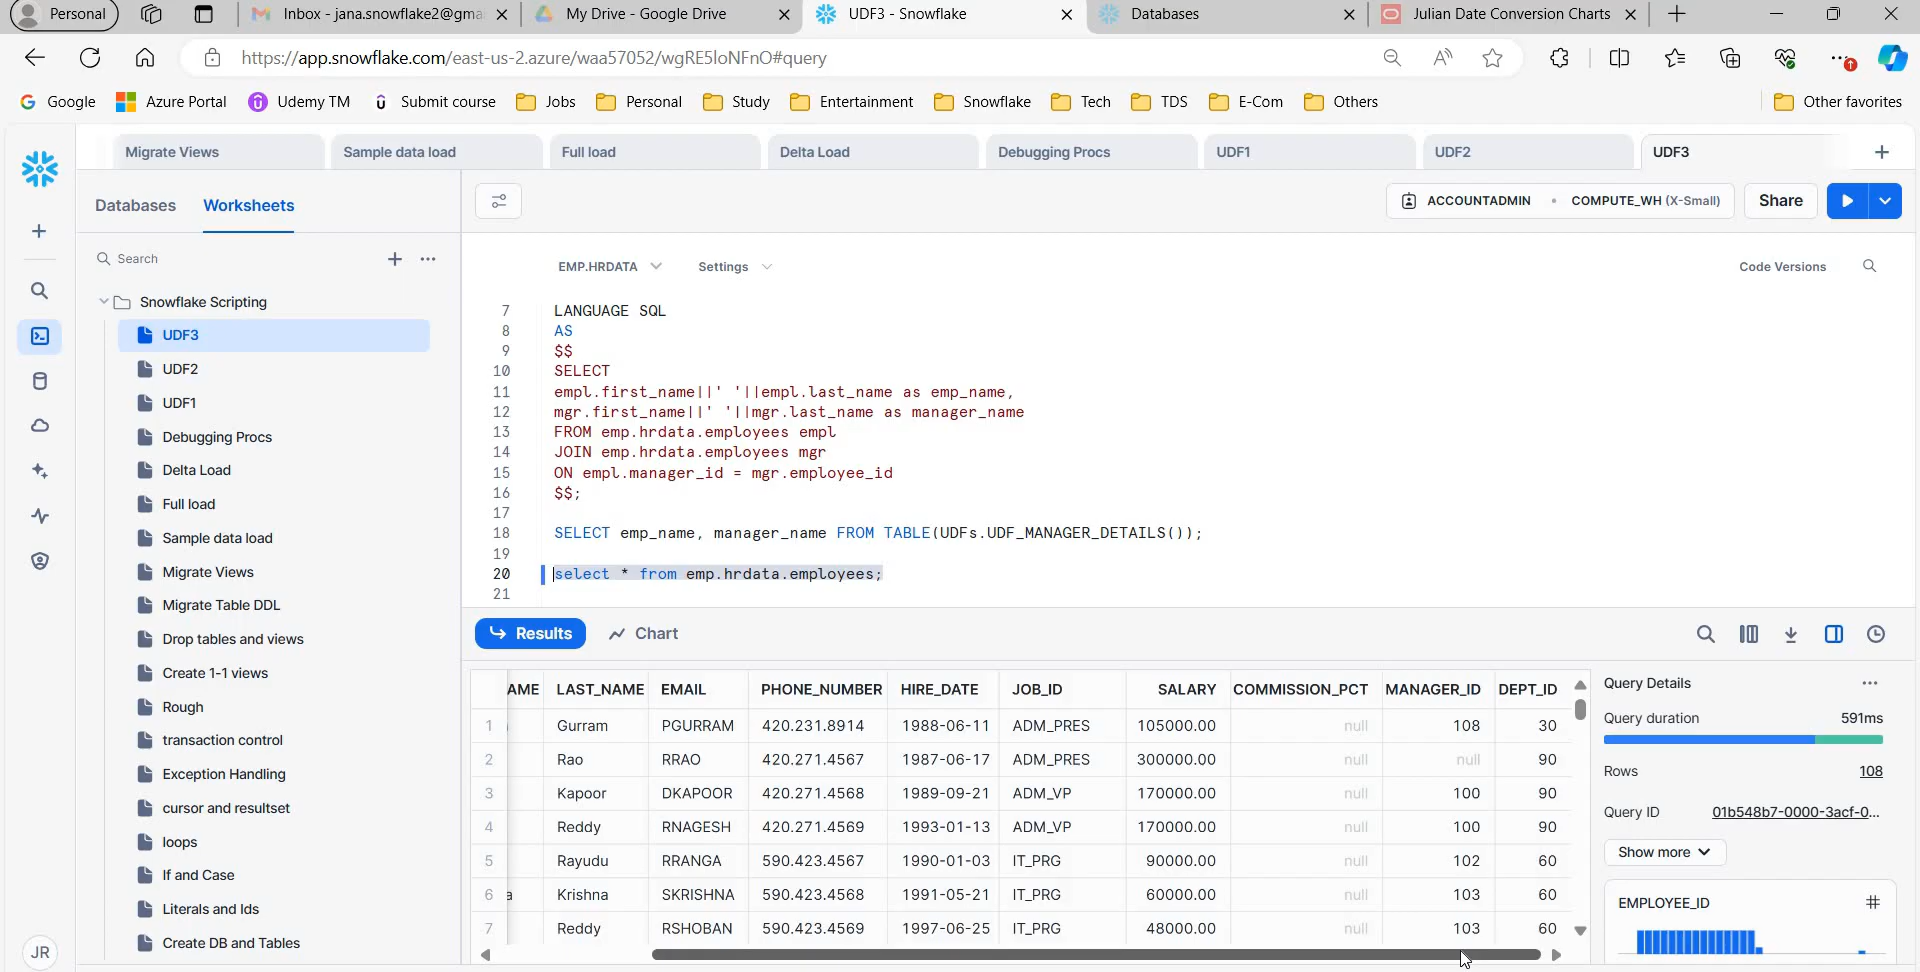 Personal
Inbox - jana.snowflake2@gma
My Drive - Google Drive
UDF3 - Snowflake
Databases
Julian Date Conversion Charts
https://app.snowflake.com/east-us-2.azure/waa57052/wgRE5loNFnO#query
Google
Azure Portal
Udemy TM
Submit course
Jobs
Personal
Study
Entertainment
Snowflake
Tech
TDS
E-Com
Others
Other favorites
Migrate Views
Sample data load
Full load
Delta Load
Debugging Procs
UDF1
UDF2
UDF3
Databases
Worksheets
ACCOUNTADMIN
COMPUTE_WH (X-Small)
Share
Search
EMP.HRDATA
Settings
Code Versions
Snowflake Scripting
UDF3
UDF2
UDF1
Debugging Procs
Delta Load
Full load
Sample data load
Migrate Views
Migrate Table DDL
Drop tables and views
Create 1-1 views
Rough
transaction control
Exception Handling
cursor and resultset
loops
If and Case
Literals and Ids
Create DB and Tables
JR
7 LANGUAGE SQL
8 AS
9 $$
10 SELECT
11 empl.first_name||' '||empl.last_name as emp_name,
12 mgr.first_name||' '||mgr.last_name as manager_name
13 FROM emp.hrdata.employees empl
14 JOIN emp.hrdata.employees mgr
15 ON empl.manager_id = mgr.employee_id
16 $$;
17
18 SELECT emp_name, manager_name FROM TABLE(UDFs.UDF_MANAGER_DETAILS());
19
20 select * from emp.hrdata.employees;
21
Results
Chart
AME LAST_NAME EMAIL PHONE_NUMBER HIRE_DATE JOB_ID SALARY COMMISSION_PCT MANAGER_ID DEPT_ID
1 Gurram PGURRAM 420.231.8914 1988-06-11 ADM_PRES 105000.00 null 108 30
2 Rao RRAO 420.271.4567 1987-06-17 ADM_PRES 300000.00 null null 90
3 Kapoor DKAPOOR 420.271.4568 1989-09-21 ADM_VP 170000.00 null 100 90
4 Reddy RNAGESH 420.271.4569 1993-01-13 ADM_VP 170000.00 null 100 90
5 Rayudu RRANGA 590.423.4567 1990-01-03 IT_PRG 90000.00 null 102 60
6 a Krishna SKRISHNA 590.423.4568 1991-05-21 IT_PRG 60000.00 null 103 60
7 Reddy RSHOBAN 590.423.4569 1997-06-25 IT_PRG 48000.00 null 103 60
Query Details
Query duration 591ms
Rows 108
Query ID 01b548b7-0000-3acf-0...
Show more
EMPLOYEE_ID #